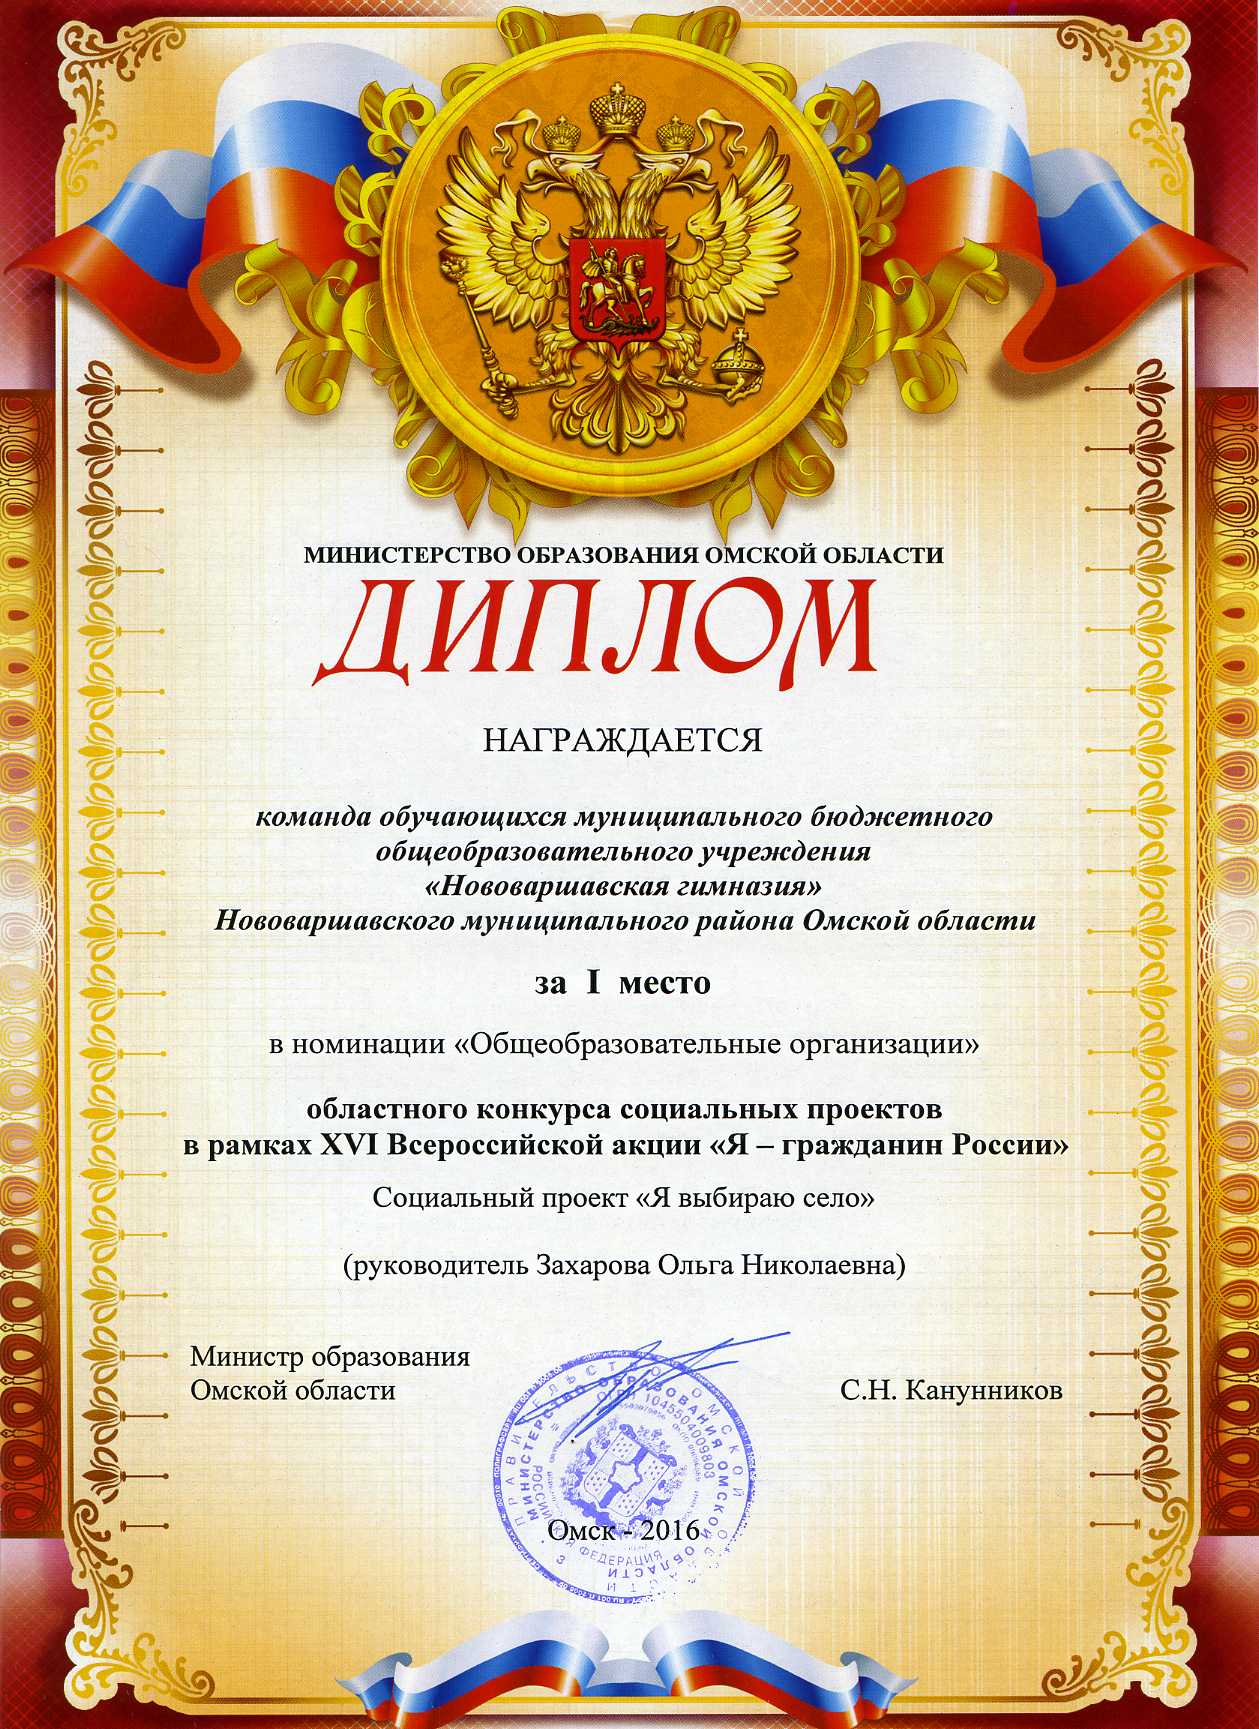 МИНИСТЕРСТВО ОБРАЗОВАНИЯ ОМСКОЙ ОБЛАСТИ
ДИПЛОМ
НАГРАЖДАЕТСЯ
команда обучающихся муниципального бюджетного
общеобразовательного учреждения
«Нововаршавская гимназия»
Нововаршавского муниципального района Омской области
за I место
в номинации «Общеобразовательные организации»
областного конкурса социальных проектов
в рамках XVI Всероссийской акции «Я – гражданин России»
Социальный проект «Я выбираю село»
(руководитель Захарова Ольга Николаевна)
Министр образования
Омской области
С.Н. Канунников
ПРАВИТЕЛЬСТВО ОМСКОЙ ОБЛАСТИ
МИНИСТЕРСТВО ОБРАЗОВАНИЯ ОМСКОЙ ОБЛАСТИ
ОГРН 1045504009803
РОССИЙСКАЯ ФЕДЕРАЦИЯ
3
Омск - 2016